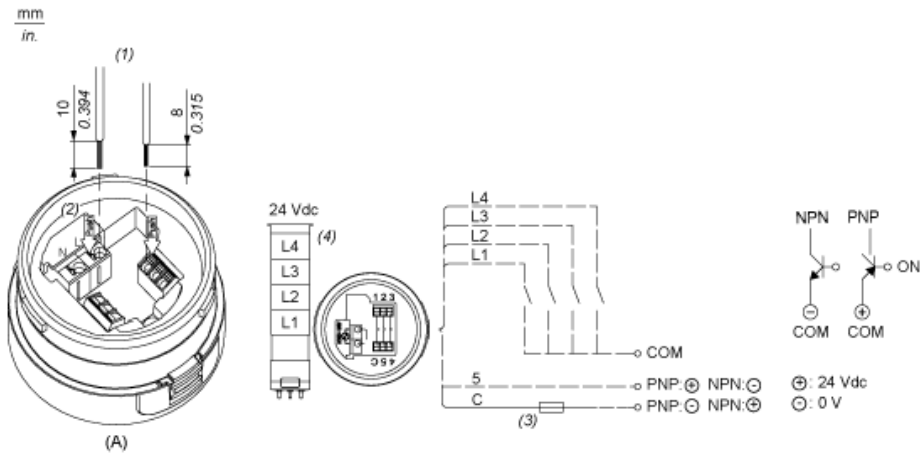 mm
in.
(1)
10
0.394
8
0.315
(2)
N
L
(A)
24 Vdc
(4)
L4
L3
L2
L1
1 2 3
4 5 C
L4
L3
L2
L1
COM
5
PNP:⊕ NPN:⊖
C
PNP:⊖ NPN:⊕
(3)
NPN PNP
ON
⊖ ⊕
COM COM
⊕: 24 Vdc
⊖: 0 V